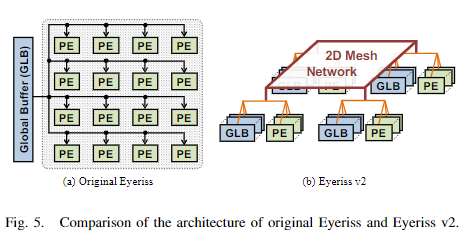 Global Buffer (GLB)
PE PE PE PE
PE PE PE PE
PE PE PE PE
PE PE PE PE
2D Mesh
Network
GLB PE
GLB PE GLB PE
(a) Original Eyeriss (b) Eyeriss v2
Fig. 5. Comparison of the architecture of original Eyeriss and Eyeriss v2.